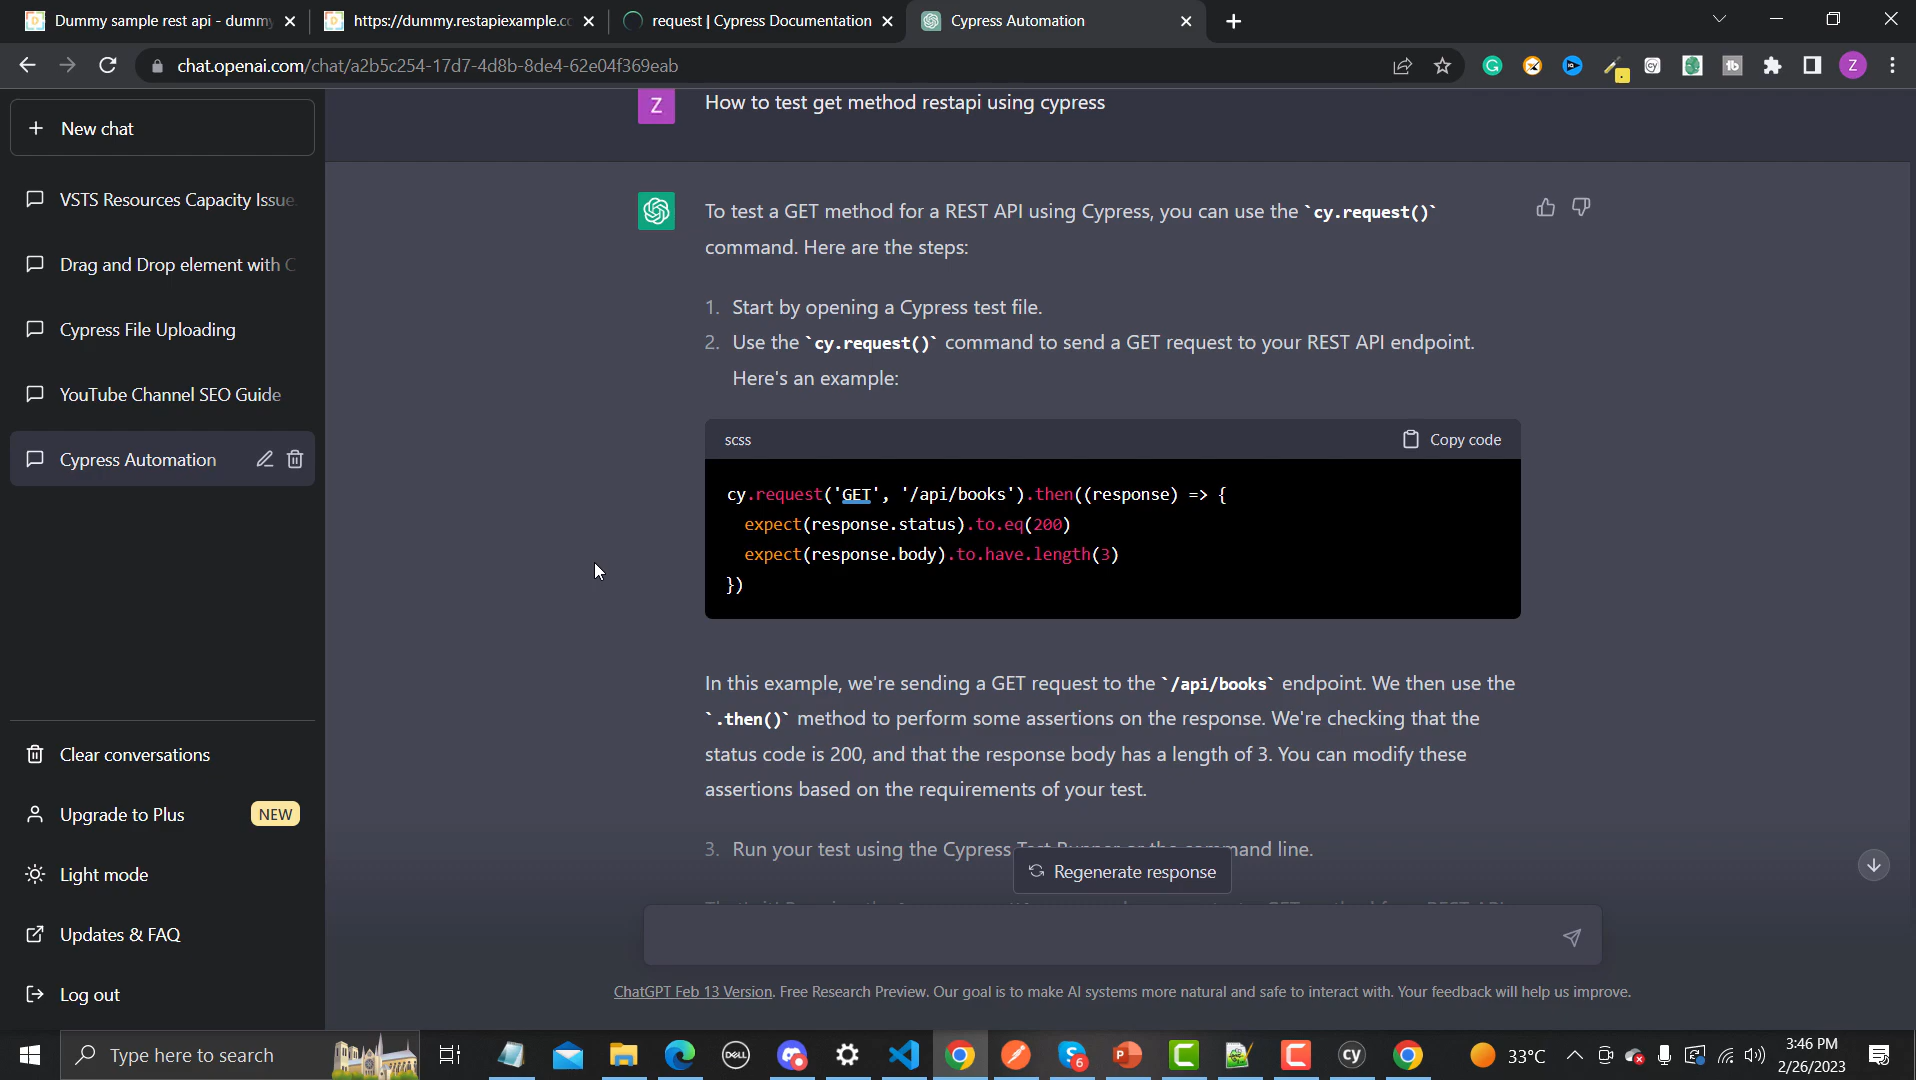 Dummy sample rest api - dummy
https://dummy.restapiexample.co
request | Cypress Documentation
Cypress Automation
chat.openai.com/chat/a2b5c254-17d7-4d8b-8de4-62e04f369eab
Z
New chat
VSTS Resources Capacity Issue.
Drag and Drop element with C
Cypress File Uploading
YouTube Channel SEO Guide
Cypress Automation
Clear conversations
Upgrade to Plus NEW
Light mode
Updates & FAQ
Log out
Z How to test get method restapi using cypress
To test a GET method for a REST API using Cypress, you can use the `cy.request()`
command. Here are the steps:
1. Start by opening a Cypress test file.
2. Use the `cy.request()` command to send a GET request to your REST API endpoint.
Here's an example:
scss Copy code
cy.request('GET', '/api/books').then((response) => {
expect(response.status).to.eq(200)
expect(response.body).to.have.length(3)
})
In this example, we're sending a GET request to the `/api/books` endpoint. We then use the
`.then()` method to perform some assertions on the response. We're checking that the
status code is 200, and that the response body has a length of 3. You can modify these
assertions based on the requirements of your test.
3. Run your test using the Cypress Test Runner or the command line.
Regenerate response
ChatGPT Feb 13 Version. Free Research Preview. Our goal is to make AI systems more natural and safe to interact with. Your feedback will help us improve.
Type here to search
DELL
6
cy
33°C
3:46 PM
2/26/2023